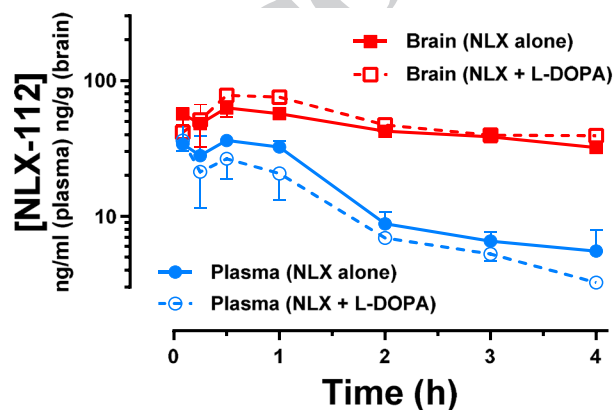 Brain (NLX alone)
Brain (NLX + L-DOPA)
[NLX-112]
ng/ml (plasma) ng/g (brain)
100
10
Plasma (NLX alone)
Plasma (NLX + L-DOPA)
0 1 2 3 4
Time (h)